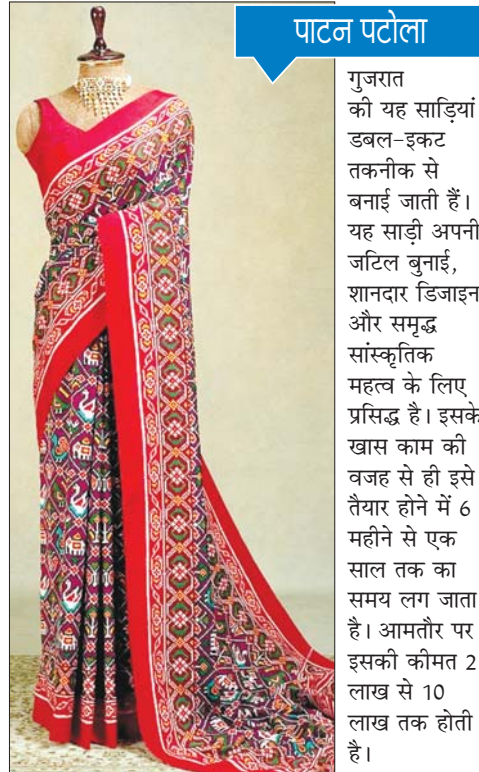 पाटन पटोला
गुजरात
की यह साड़ियां
डबल-इकट
तकनीक से
बनाई जाती हैं।
यह साड़ी अपनी
जटिल बुनाई,
शानदार डिजाइन
और समृद्ध
सांस्कृतिक
महत्व के लिए
प्रसिद्ध है। इसके
खास काम की
वजह से ही इसे
तैयार होने में 6
महीने से एक
साल तक का
समय लग जाता
है। आमतौर पर
इसकी कीमत 2
लाख से 10
लाख तक होती
है।